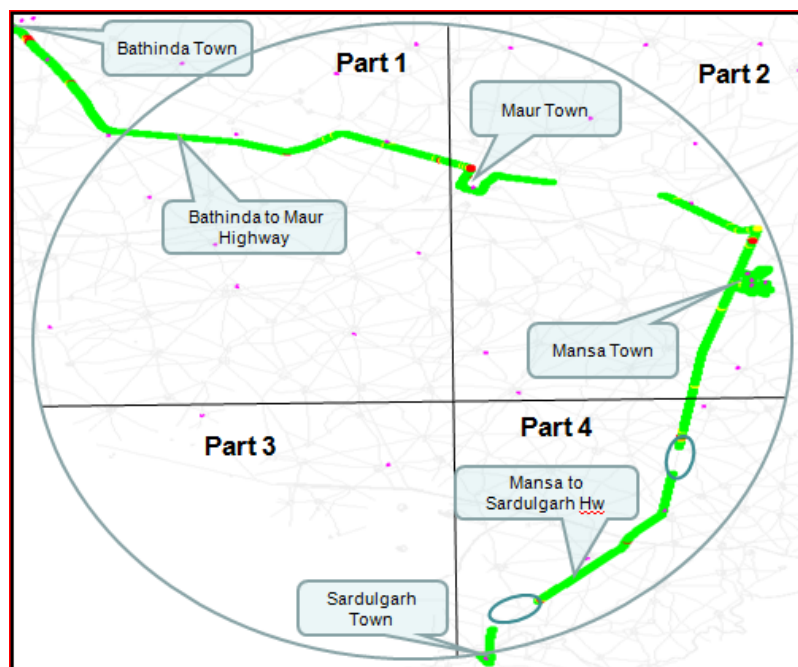 Bathinda Town
Part 1
Part 2
Maur Town
Bathinda to Maur
Highway
Mansa Town
Part 3
Part 4
Mansa to
Sardulgarh Hw
Sardulgarh
Town